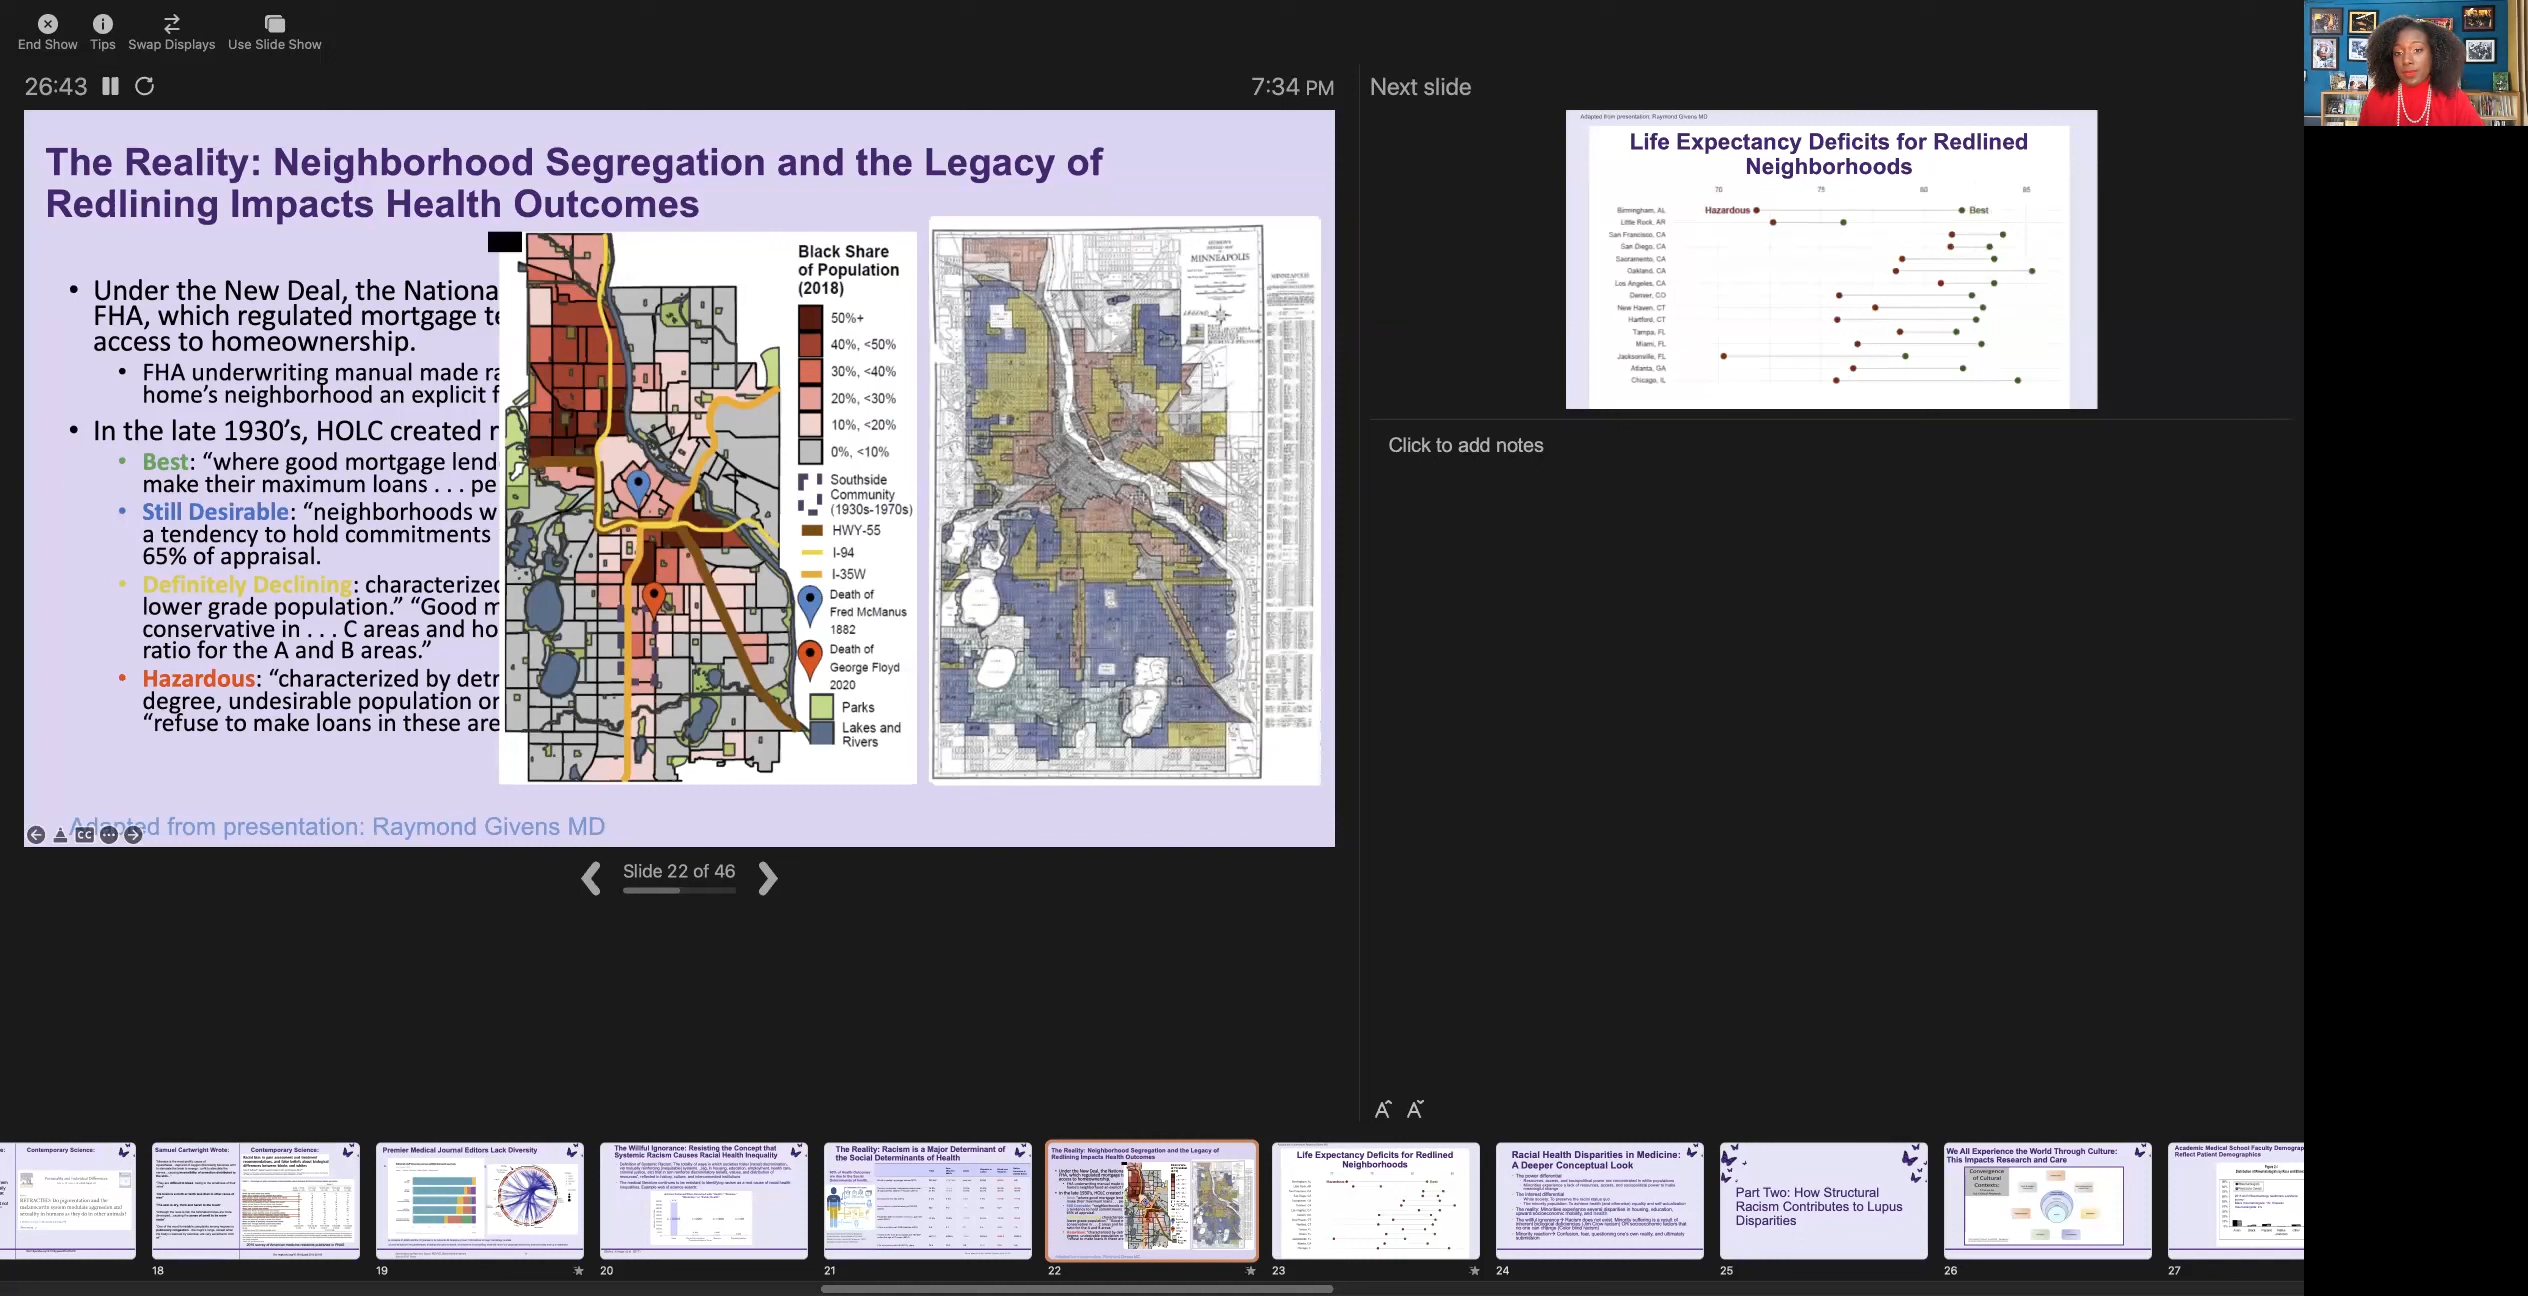 End Show
Tips
Swap Displays
Use Slide Show
26:43
7:34 PM
Next slide
The Reality: Neighborhood Segregation and the Legacy of
Redlining Impacts Health Outcomes
• Under the New Deal, the Nationa
FHA, which regulated mortgage te
access to homeownership.
• FHA underwriting manual made ra
home’s neighborhood an explicit f
• In the late 1930’s, HOLC created r
• Best: “where good mortgage lend
make their maximum loans . . . pe
• Still Desirable: “neighborhoods w
a tendency to hold commitments
65% of appraisal.
• Definitely Declining: characterized
lower grade population.” “Good m
conservative in . . . C areas and ho
ratio for the A and B areas.”
• Hazardous: “characterized by detr
degree, undesirable population or
“refuse to make loans in these are
Black Share
of Population
(2018)
50%+
40%, <50%
30%, <40%
20%, <30%
10%, <20%
0%, <10%
Southside
Community
(1930s-1970s)
HWY-55
I-94
I-35W
Death of
Fred McManus
1882
Death of
George Floyd
2020
Parks
Lakes and
Rivers
MINNEAPOLIS
LEGEND
Adapted from presentation: Raymond Givens MD
CC
Slide 22 of 46
Adapted from presentation: Raymond Givens MD
Life Expectancy Deficits for Redlined
Neighborhoods
70 75 80 85
Birmingham, AL Hazardous Best
Little Rock, AR
San Francisco, CA
San Diego, CA
Sacramento, CA
Oakland, CA
Los Angeles, CA
Denver, CO
New Haven, CT
Hartford, CT
Tampa, FL
Miami, FL
Jacksonville, FL
Atlanta, GA
Chicago, IL
Click to add notes
Contemporary Science:
Samuel Cartwright Wrote:
Contemporary Science:
18
Premier Medical Journal Editors Lack Diversity
19
The Willful Ignorance: Resisting the Concept that
Systemic Racism Causes Racial Health Inequality
20
The Reality: Racism is a Major Determinant of
the Social Determinants of Health
21
The Reality: Neighborhood Segregation and the Legacy of
Redlining Impacts Health Outcomes
22
Life Expectancy Deficits for Redlined
Neighborhoods
23
Racial Health Disparities in Medicine:
A Deeper Conceptual Look
24
Part Two: How Structural
Racism Contributes to Lupus
Disparities
25
We All Experience the World Through Culture:
This Impacts Research and Care
Convergence
of Cultural
Contexts:
26
Academic Medical School Faculty Demograp
Reflect Patient Demographics
27